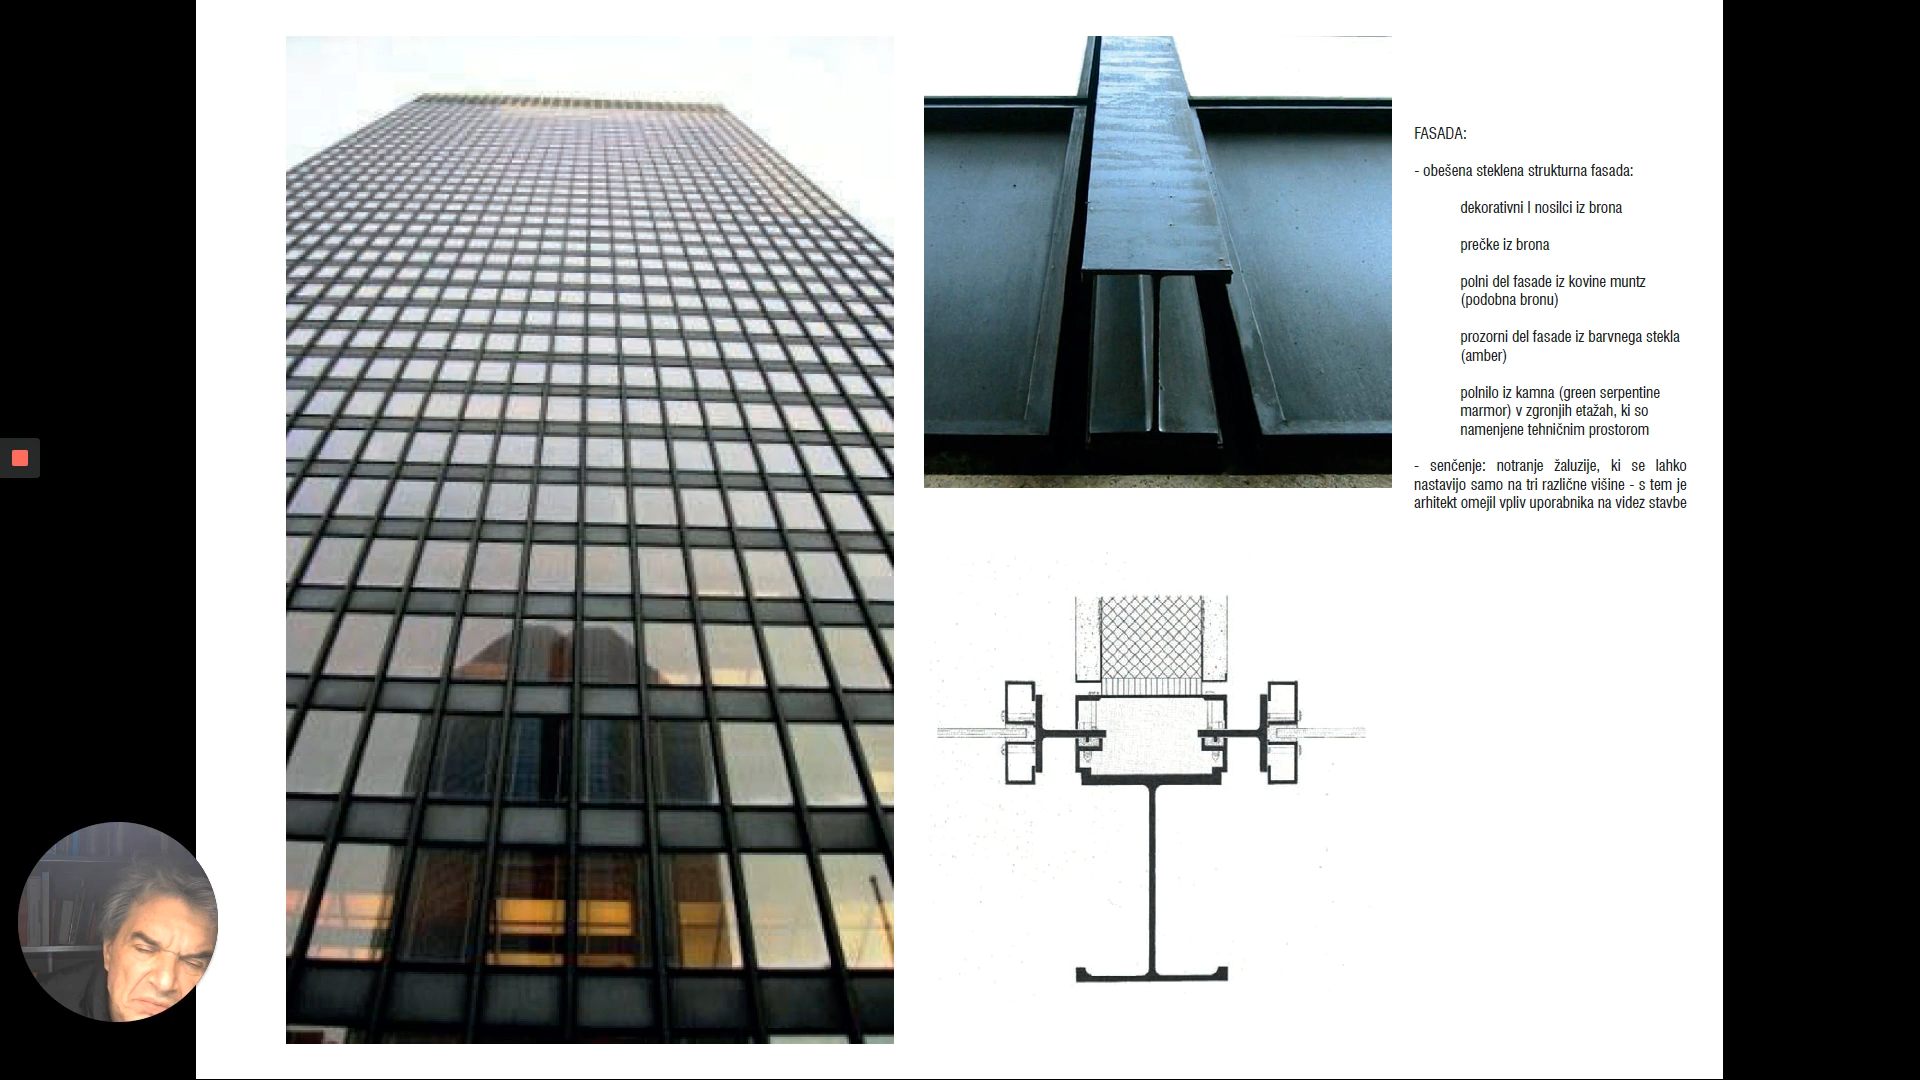 FASADA:
- obešena steklena strukturna fasada:
dekorativni I nosilci iz brona
prečke iz brona
polni del fasade iz kovine muntz
(podobna bronu)
prozorni del fasade iz barvnega stekla
(amber)
polnilo iz kamna (green serpentine
marmor) v zgronjih etažah, ki so
namenjene tehničnim prostorom
- senčenje: notranje žaluzije, ki se lahko
nastavijo samo na tri različne višine - s tem je
arhitekt omejil vpliv uporabnika na videz stavbe